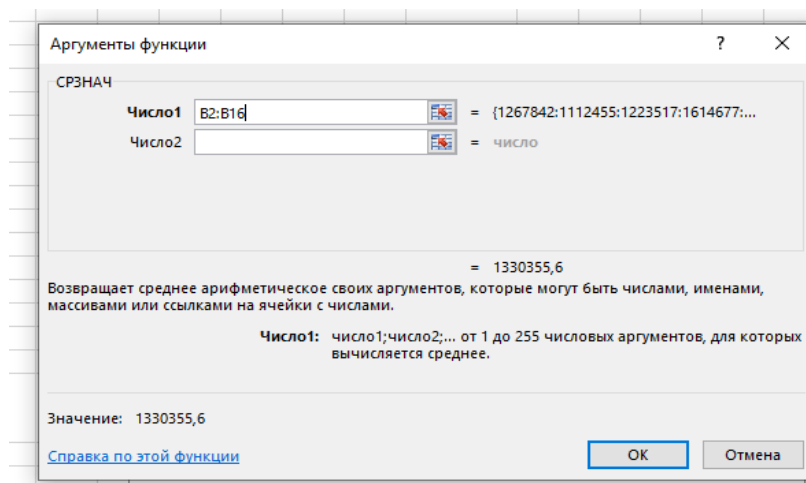 Аргументы функции ? ×
СРЗНАЧ
Число1 B2:B16 = {1267842:1112455:1223517:1614677:...
Число2 = число
= 1330355,6
Возвращает среднее арифметическое своих аргументов, которые могут быть числами, именами,
массивами или ссылками на ячейки с числами.
Число1: число1;число2;... от 1 до 255 числовых аргументов, для которых
вычисляется среднее.
Значение: 1330355,6
Справка по этой функции OK Отмена